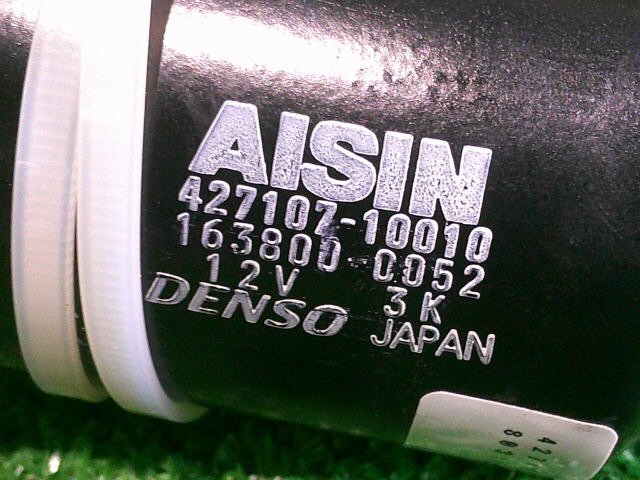 AISIN
427107-10010
163800-0052
12V 3K
DENSO JAPAN